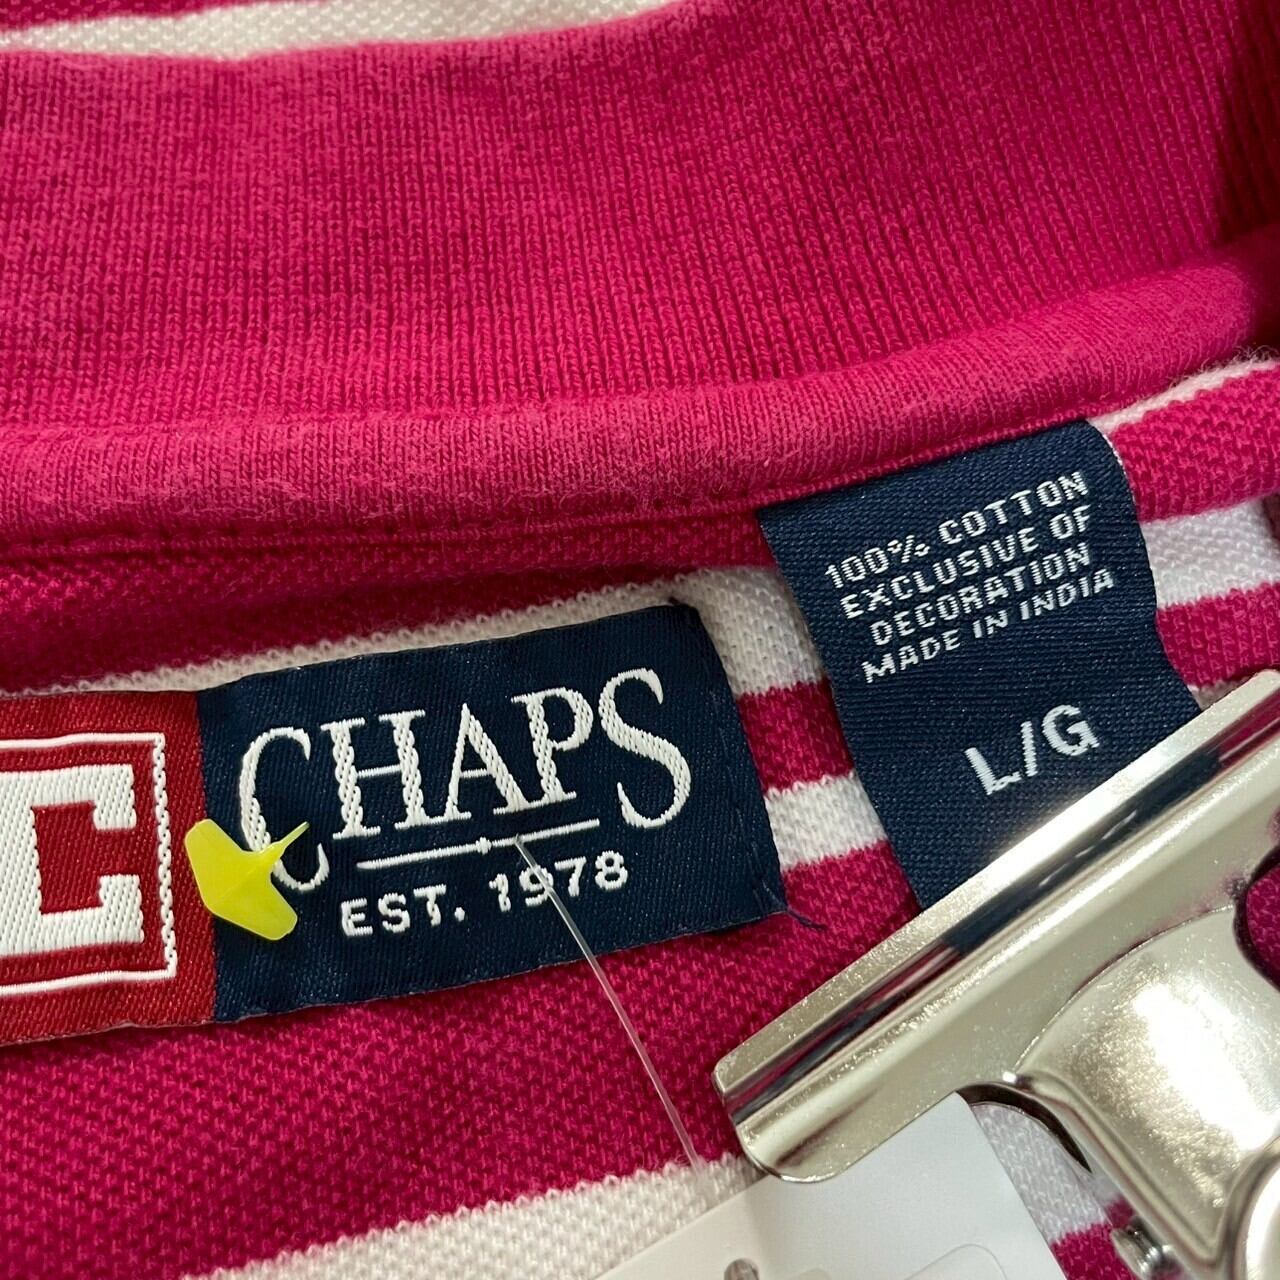 100% COTTON
EXCLUSIVE OF
DECORATION
MADE IN INDIA
L/G
C
CHAPS
EST. 1978